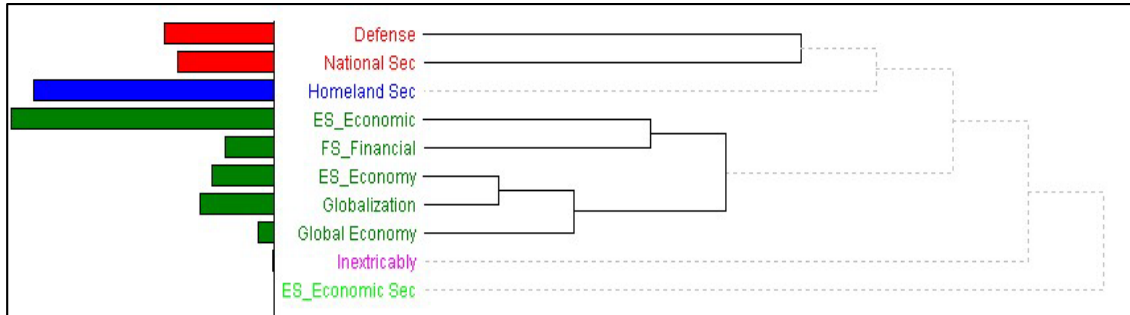 Defense
National Sec
Homeland Sec
ES_Economic
FS_Financial
ES_Economy
Globalization
Global Economy
Inextricably
ES_Economic Sec